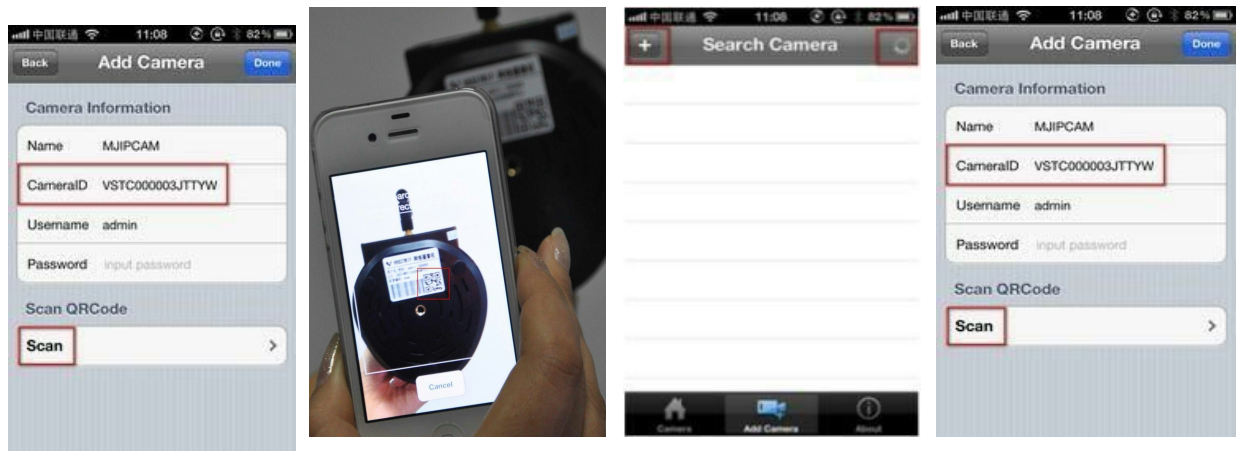 中国联通 11:08 82%
Back Add Camera Done
Camera Information
Name MJIPCAM
CameraID VSTC000003JTTYW
Username admin
Password input password
Scan QRCode
Scan
Cancel
中国联通 11:08 82%
+ Search Camera
Camera Add Camera About
中国联通 11:08 82%
Back Add Camera Done
Camera Information
Name MJIPCAM
CameraID VSTC000003JTTYW
Username admin
Password input password
Scan QRCode
Scan